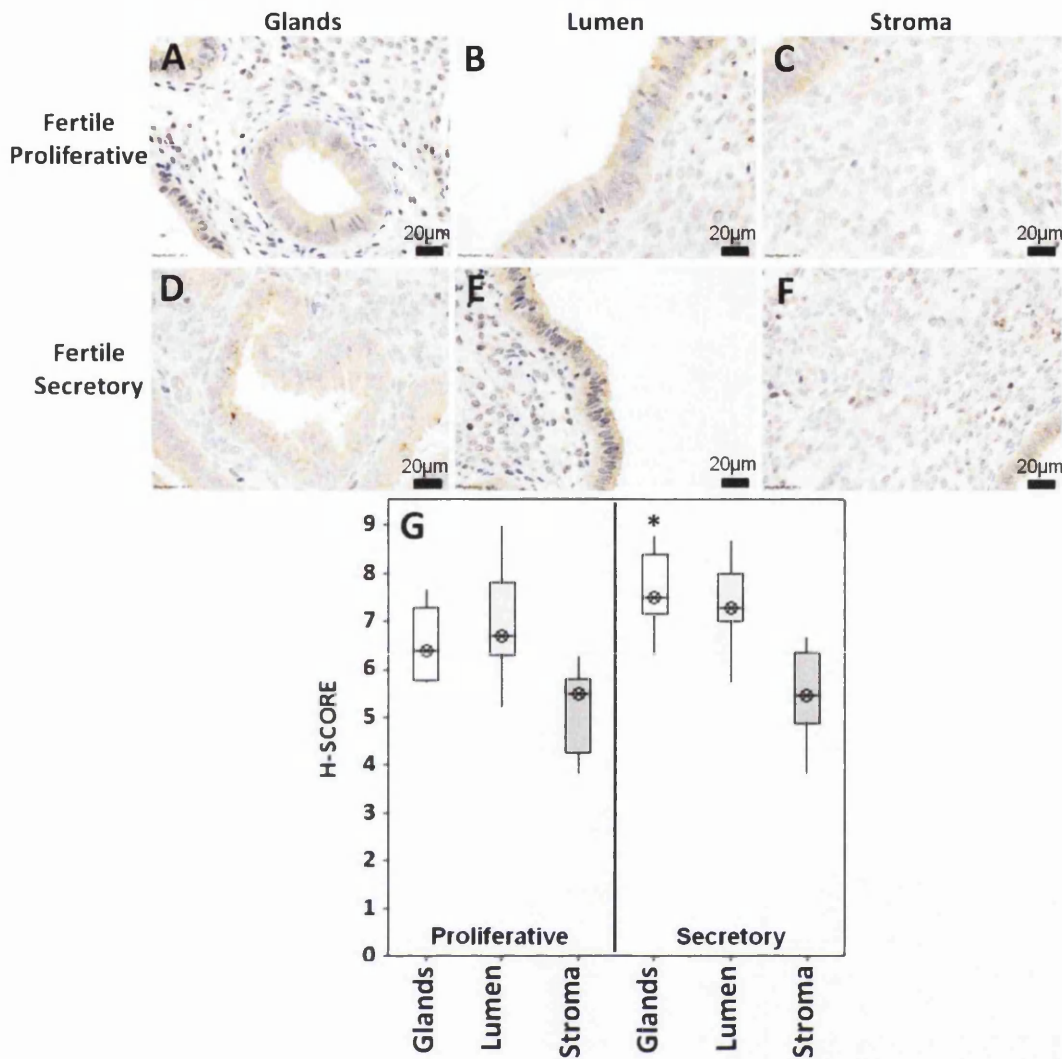 Glands Lumen Stroma
Fertile
Proliferative
A B C
20µm 20µm 20µm
Fertile
Secretory
D E F
20µm 20µm 20µm
G
*
H-SCORE
9
8
7
6
5
4
3
2
1
0
Proliferative Secretory
Glands Lumen Stroma Glands Lumen Stroma